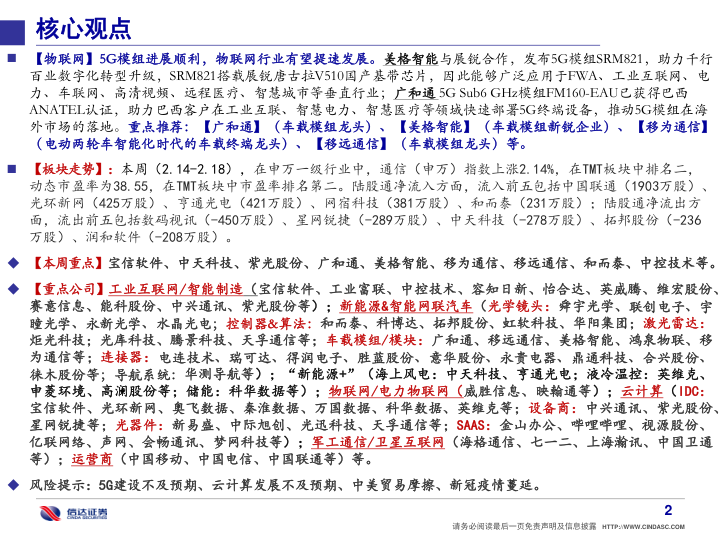 核心观点
【物联网】5G模组进展顺利，物联网行业有望提速发展。美格智能与展锐合作，发布5G模组SRM821，助力千行
百业数字化转型升级，SRM821搭载展锐唐古拉V510国产基带芯片，因此能够广泛应用于FWA、工业互联网、电
力、车联网、高清视频、远程医疗、智慧城市等垂直行业；广和通 5G Sub6 GHz模组FM160-EAU已获得巴西
ANATEL认证，助力巴西客户在工业互联、智慧电力、智慧医疗等领域快速部署5G终端设备，推动5G模组在海
外市场的落地。重点推荐：【广和通】（车载模组龙头）、【美格智能】（车载模组新锐企业）、【移为通信】
（电动两轮车智能化时代的车载终端龙头）、【移远通信】（车载模组龙头）等。
【板块走势】：本周（2.14-2.18），在申万一级行业中，通信（申万）指数上涨2.14%，在TMT板块中排名二，
动态市盈率为38.55，在TMT板块中市盈率排名第二。陆股通净流入方面，流入前五包括中国联通（1903万股）、
光环新网（425万股）、亨通光电（421万股）、网宿科技（381万股）、和而泰（231万股）；陆股通净流出方
面，流出前五包括数码视讯（-450万股）、星网锐捷（-289万股）、中天科技（-278万股）、拓邦股份（-236
万股）、润和软件（-208万股）。
【本周重点】宝信软件、中天科技、紫光股份、广和通、美格智能、移为通信、移远通信、和而泰、中控技术等。
【重点公司】工业互联网/智能制造（宝信软件、工业富联、中控技术、容知日新、怡合达、英威腾、维宏股份、
赛意信息、能科股份、中兴通讯、紫光股份等）；新能源&智能网联汽车（光学镜头：舜宇光学、联创电子、宇
瞳光学、永新光学、水晶光电；控制器&算法：和而泰、科博达、拓邦股份、虹软科技、华阳集团；激光雷达：
炬光科技；光库科技、腾景科技、天孚通信等；车载模组/模块：广和通、移远通信、美格智能、鸿泉物联、移
为通信等；连接器：电连技术、瑞可达、得润电子、胜蓝股份、意华股份、永贵电器、鼎通科技、合兴股份、
徕木股份等；导航系统：华测导航等）；“新能源+”（海上风电：中天科技、亨通光电；液冷温控：英维克、
申菱环境、高澜股份等；储能：科华数据等）；物联网/电力物联网（威胜信息、映翰通等）；云计算（IDC：
宝信软件、光环新网、奥飞数据、秦淮数据、万国数据、科华数据、英维克等；设备商：中兴通讯、紫光股份、
星网锐捷等；光器件：新易盛、中际旭创、光迅科技、天孚通信等；SAAS：金山办公、哔哩哔哩、视源股份、
亿联网络、声网、会畅通讯、梦网科技等）；军工通信/卫星互联网（海格通信、七一二、上海瀚讯、中国卫通
等）；运营商（中国移动、中国电信、中国联通等）等。
风险提示：5G建设不及预期、云计算发展不及预期、中美贸易摩擦、新冠疫情蔓延。
信达证券
CINDA SECURITIES
2
请务必阅读最后一页免责声明及信息披露 HTTP://WWW.CINDASC.COM